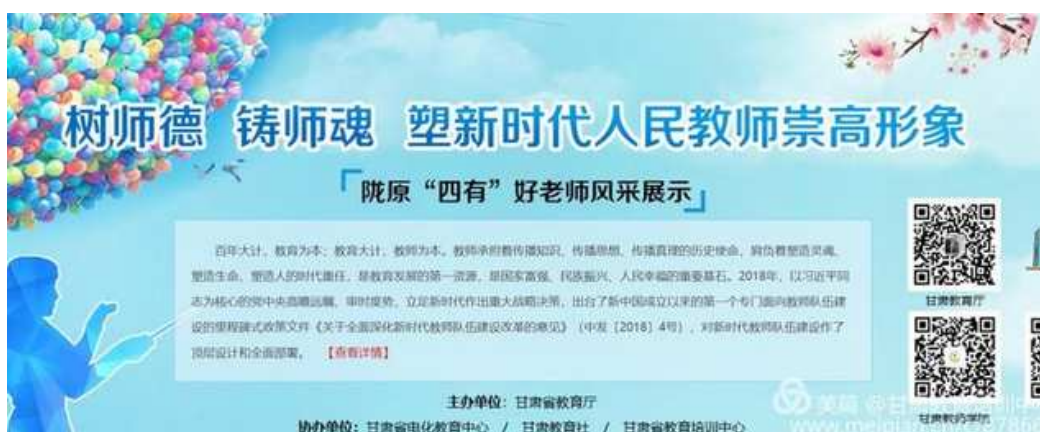 树师德 铸师魂 塑新时代人民教师崇高形象
「陇原“四有”好老师风采展示」
百年大计，教育为本；教育大计，教师为本。教师承担着传播知识、传播思想、传播真理的历史使命，肩负着塑造灵魂、
塑造生命、塑造人的时代重任，是教育发展的第一资源，是国家富强、民族振兴、人民幸福的重要基石。2018年，以习近平同
志为核心的党中央高瞻远瞩、审时度势，立足新时代作出重大战略决策，出台了新中国成立以来的第一个专门面向教师队伍建
设的里程碑式政策文件《关于全面深化新时代教师队伍建设改革的意见》（中发〔2018〕4号），对新时代教师队伍建设作了
顶层设计和全面部署。 【查看详情】
甘肃教育厅
主办单位：甘肃省教育厅
协办单位：甘肃省电化教育中心 / 甘肃教育社 / 甘肃省教育培训中心
甘肃教师学院
美篇